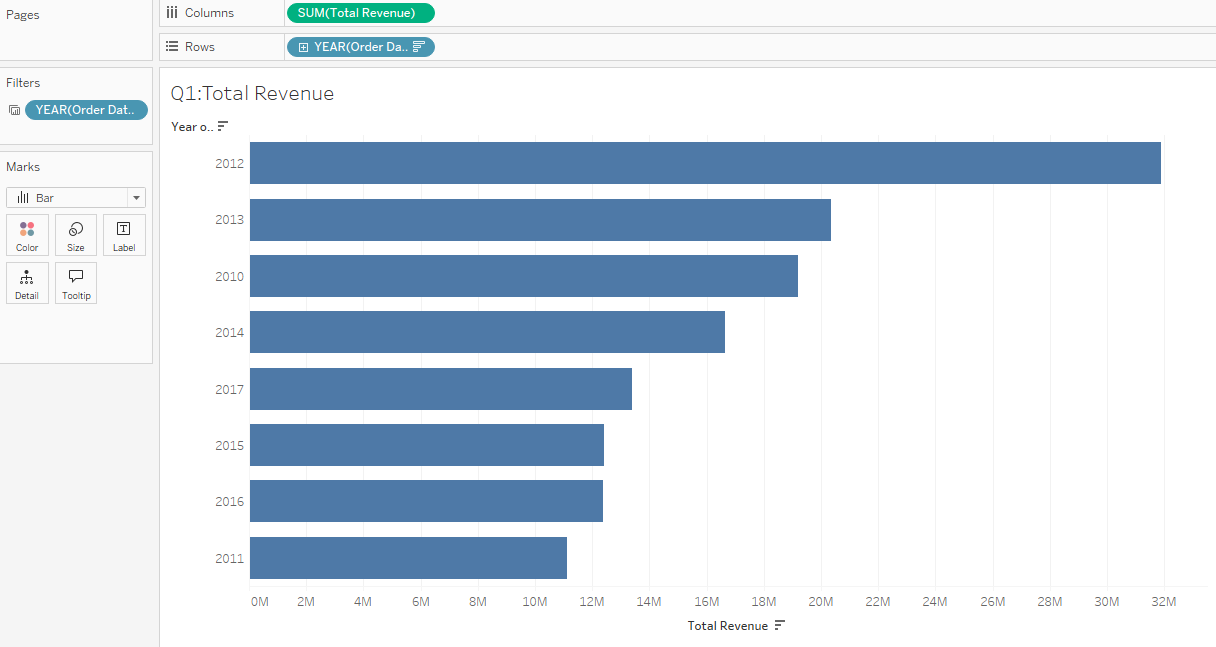 Pages
Columns
SUM(Total Revenue)
Rows
YEAR(Order Da..
Filters
YEAR(Order Dat..
Marks
Bar
Color
Size
Label
Detail
Tooltip
Q1:Total Revenue
Year o..
2012
2013
2010
2014
2017
2015
2016
2011
0M 2M 4M 6M 8M 10M 12M 14M 16M 18M 20M 22M 24M 26M 28M 30M 32M
Total Revenue